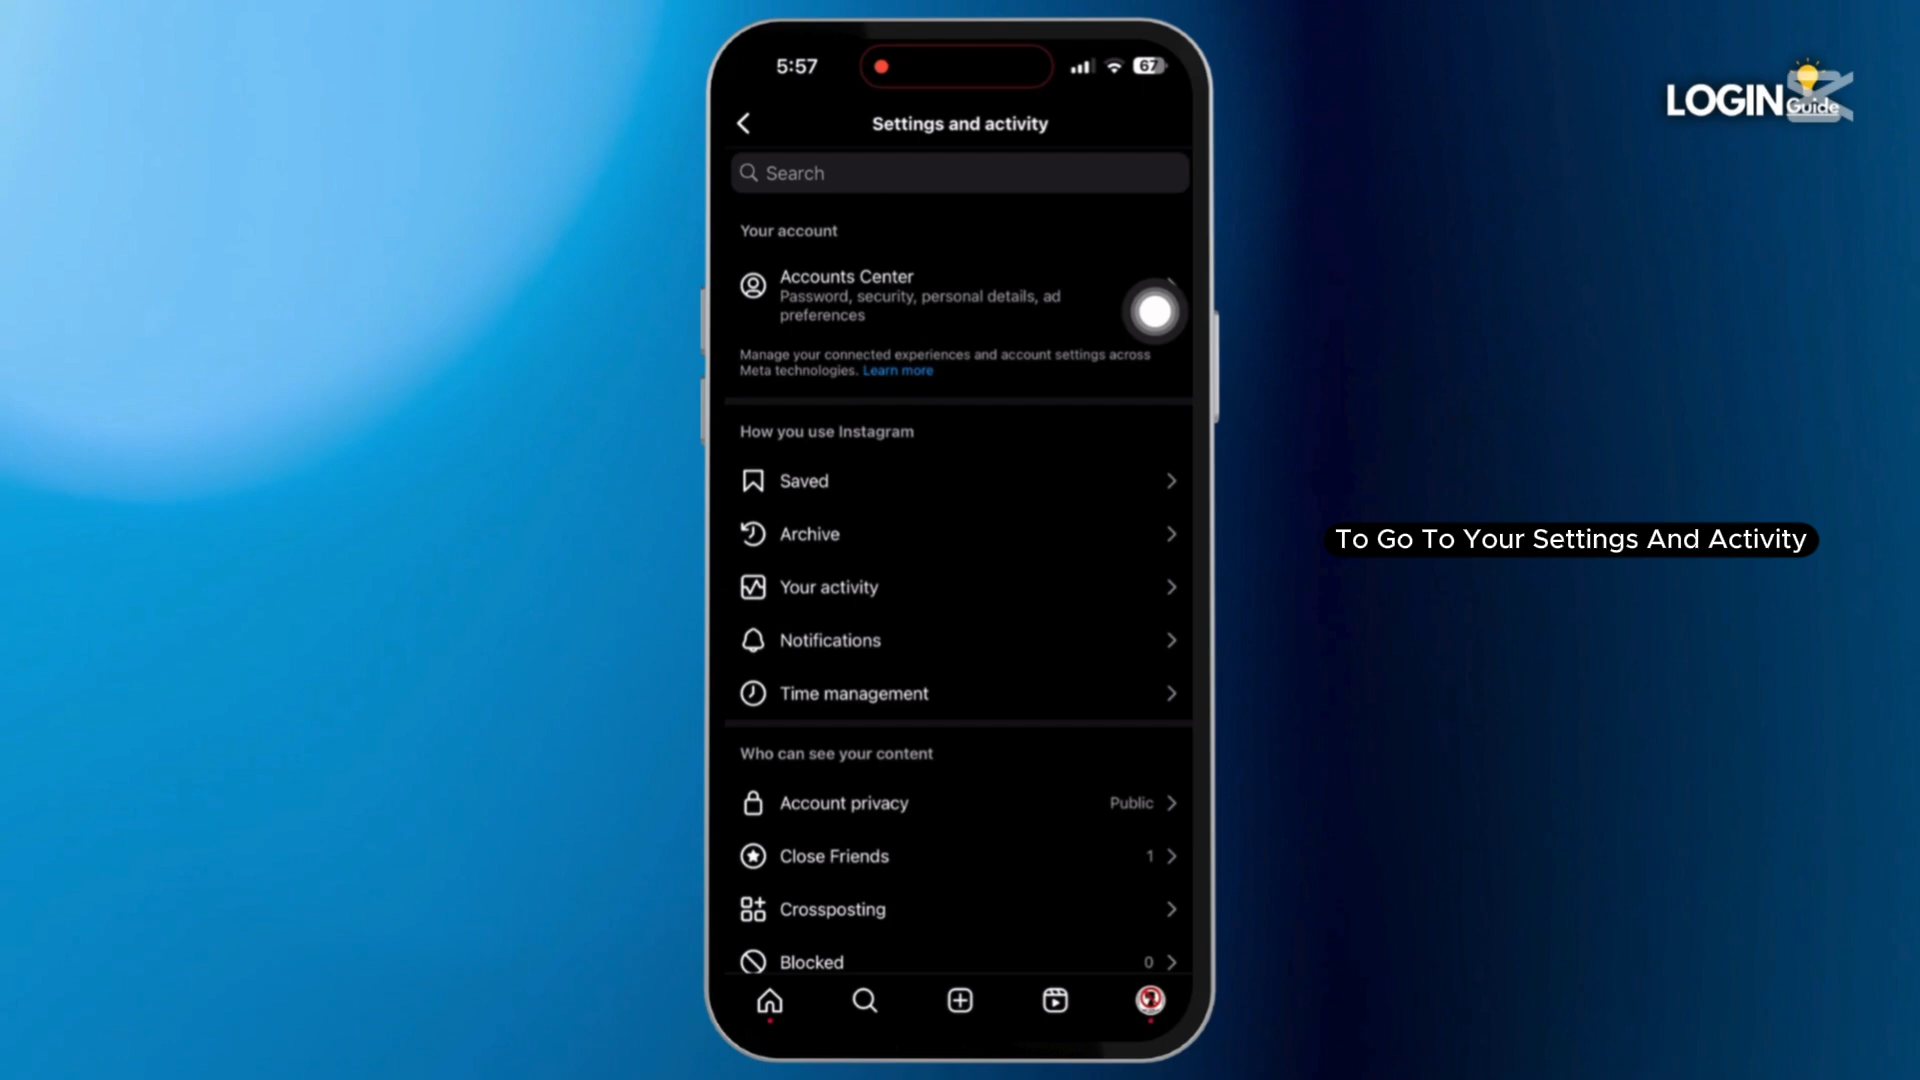 5:57
67
Settings and activity
Search
Your account
Accounts Center
Password, security, personal details, ad
preferences
Manage your connected experiences and account settings across
Meta technologies. Learn more
How you use Instagram
Saved
Archive
Your activity
Notifications
Time management
Who can see your content
Account privacy
Public
Close Friends
1
Crossposting
Blocked
0
LOGIN Guide
To Go To Your Settings And Activity